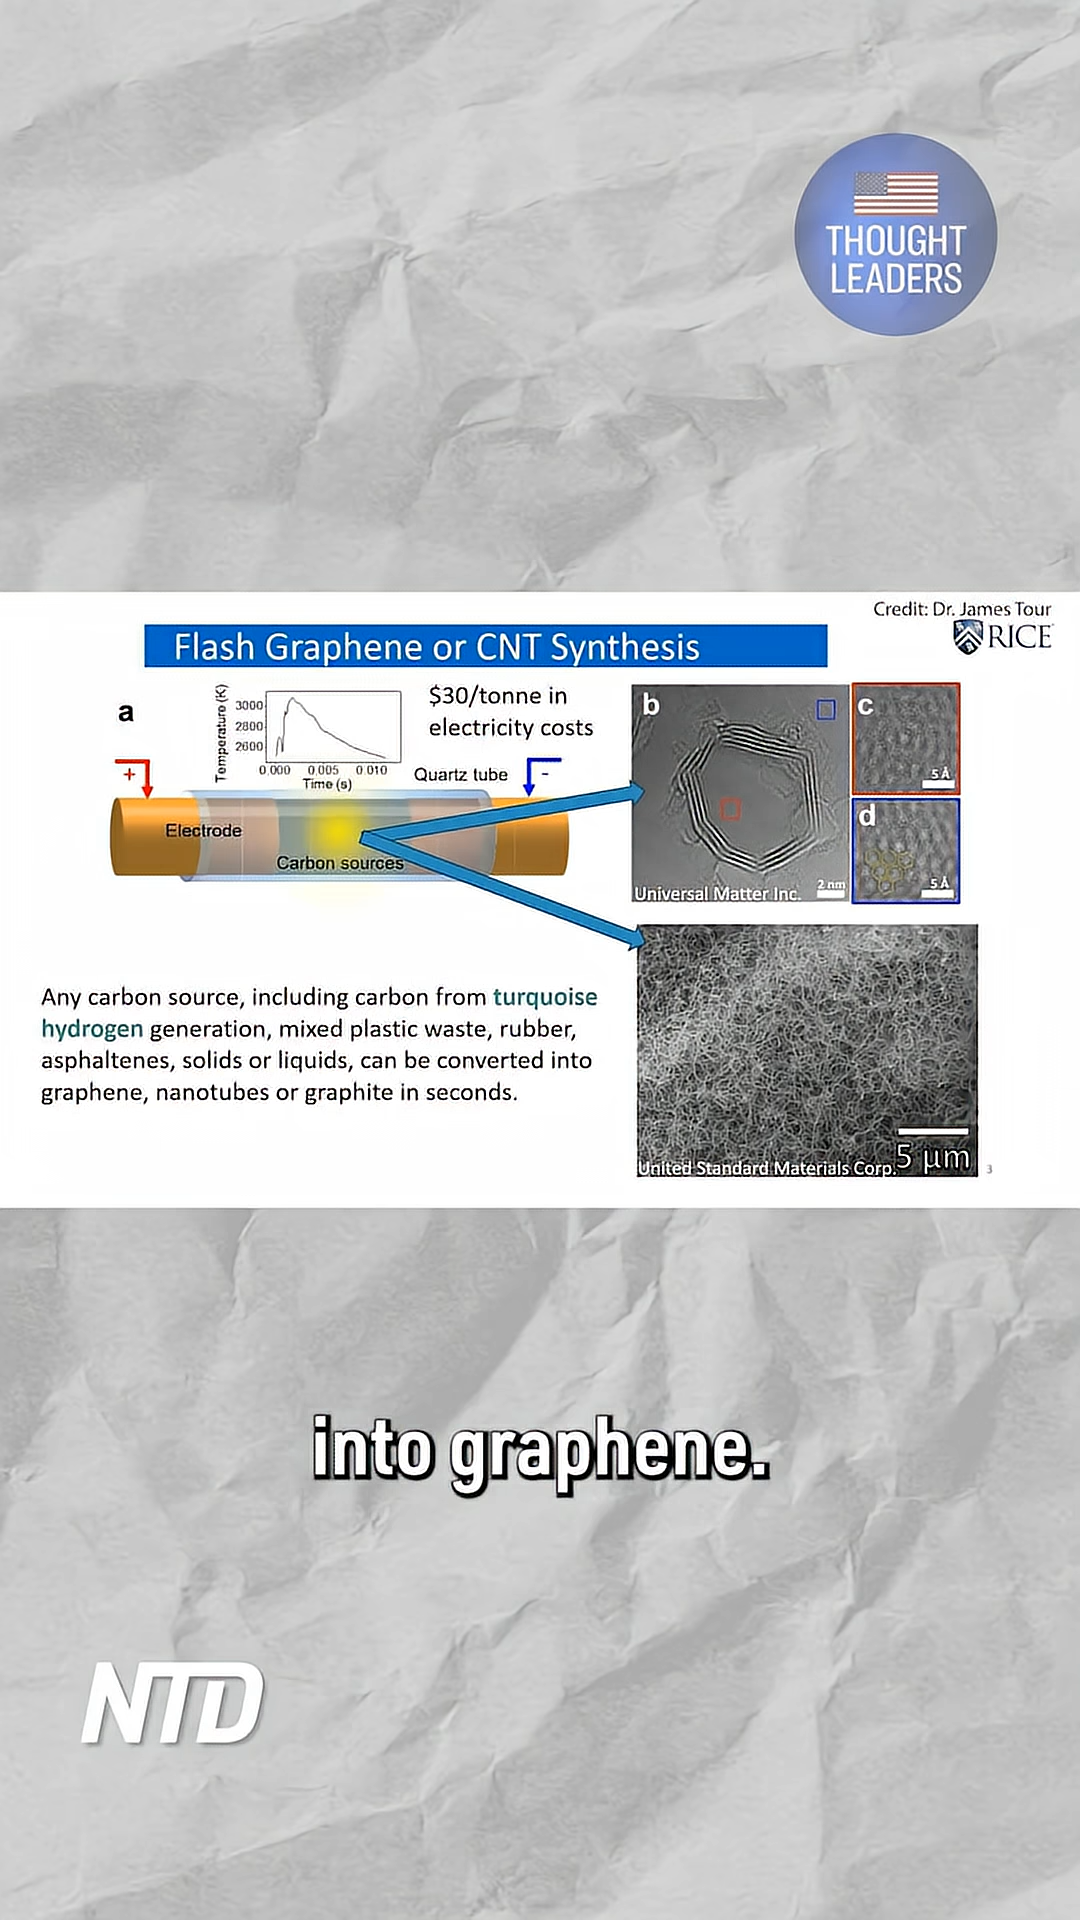 THOUGHT
LEADERS
Credit: Dr. James Tour
RICE
Flash Graphene or CNT Synthesis
a
Temperature (K)
3000
2800
2600
0.000 0.005 0.010
Time (s)
$30/tonne in
electricity costs
Quartz tube
+
-
Electrode
Carbon sources
b
2 nm
Universal Matter Inc.
c
5 Å
d
5 Å
Any carbon source, including carbon from turquoise
hydrogen generation, mixed plastic waste, rubber,
asphaltenes, solids or liquids, can be converted into
graphene, nanotubes or graphite in seconds.
5 μm
United Standard Materials Corp.
3
into graphene.
NTD